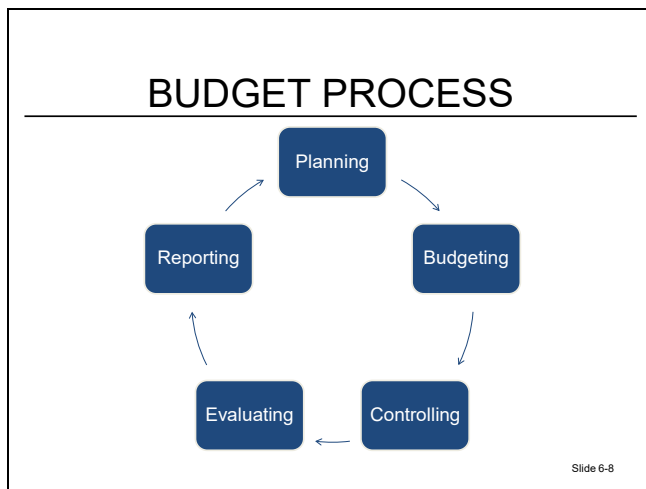 BUDGET PROCESS
Planning
Budgeting
Controlling
Evaluating
Reporting
Slide 6-8